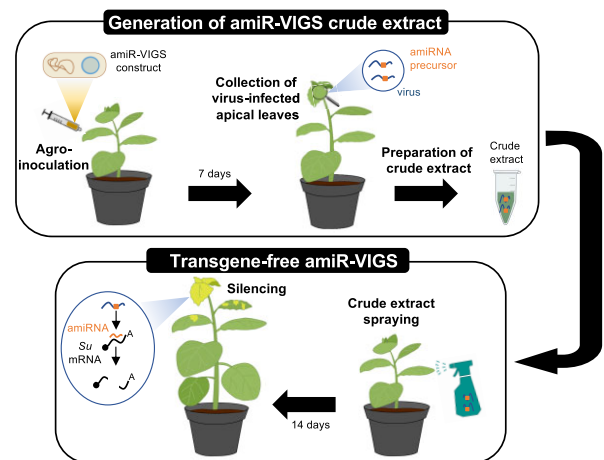 Generation of amiR-VIGS crude extract
amiR-VIGS
construct
Agro-
inoculation
7 days
Collection of
virus-infected
apical leaves
amiRNA
precursor
virus
Preparation of
crude extract
Crude
extract
Transgene-free amiR-VIGS
amiRNA
Su
mRNA
A
A
Silencing
14 days
Crude extract
spraying